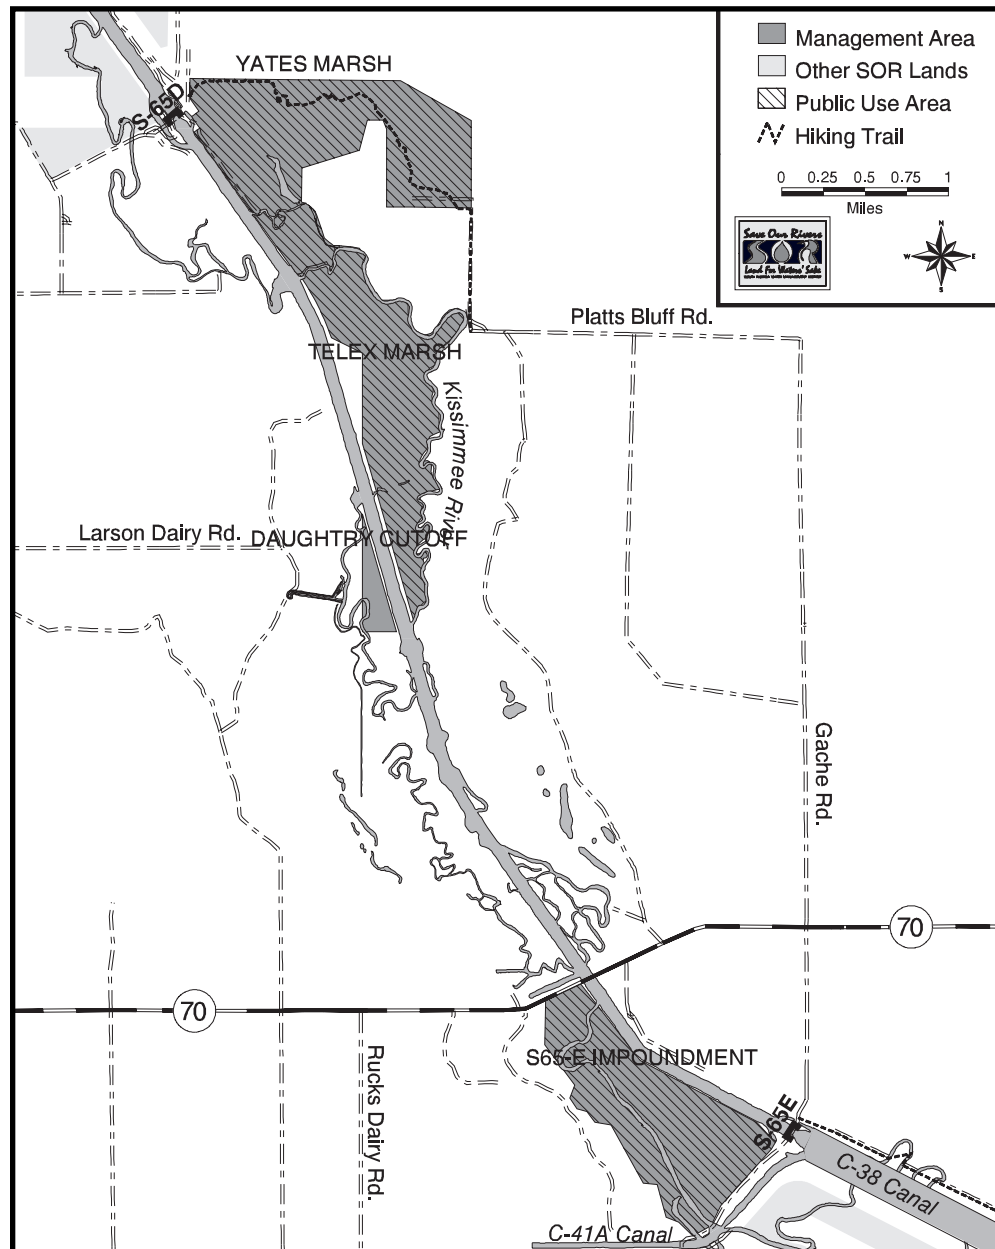 Management Area
Other SOR Lands
Public Use Area
Hiking Trail
0 0.25 0.5 0.75 1
Miles
Save Our Rivers
Land For Waters' Sake
N
W
E
S
YATES MARSH
S-65D
Platts Bluff Rd.
TELEX MARSH
Kissimmee River
Larson Dairy Rd.
DAUGHTRY CUTOFF
Gache Rd.
70
70
S65-E IMPOUNDMENT
Rucks Dairy Rd.
S-65E
C-38 Canal
C-41A Canal